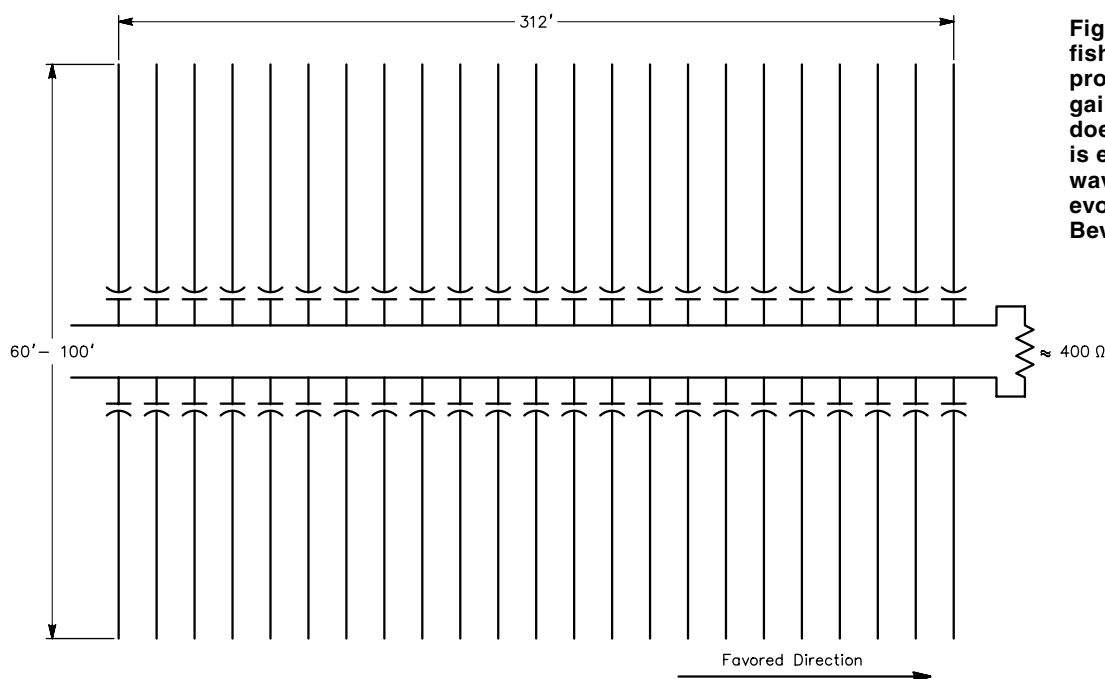 312'
Fig
fish
pro
gai
doe
is e
wav
evo
Bev
60'– 100'
≈ 400 Ω
Favored Direction